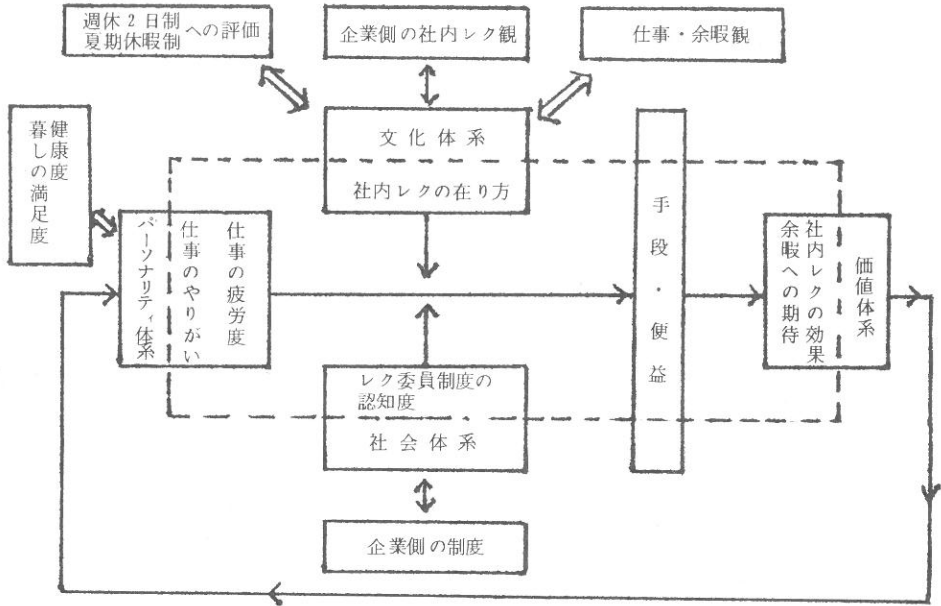 週休2日制
夏期休暇制
への評価
企業側の社内レク観
仕事・余暇観
健康度
暮しの満足度
文化体系
社内レクの在り方
手段・便益
仕事の疲労度
仕事のやりがい
パーソナリティ体系
価値体系
社内レクの効果
余暇への期待
レク委員制度の
認知度
社会体系
企業側の制度